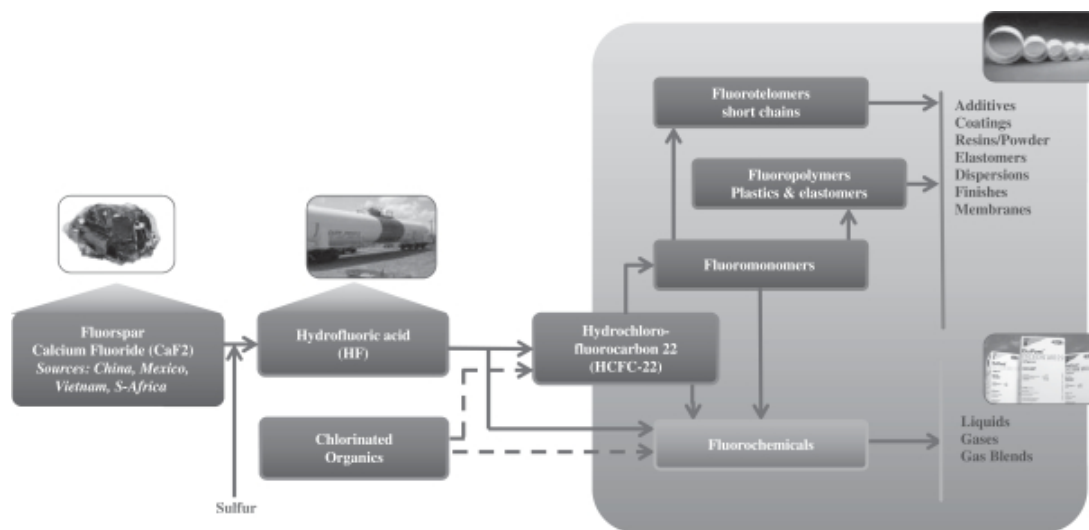 Fluorotelomers
short chains
Additives
Coatings
Resins/Powder
Elastomers
Dispersions
Finishes
Membranes
Fluoropolymers
Plastics & elastomers
Fluoromonomers
Fluorspar
Calcium Fluoride (CaF2)
Sources: China, Mexico,
Vietnam, S-Africa
Hydrofluoric acid
(HF)
Hydrochloro-
fluorocarbon 22
(HCFC-22)
Chlorinated
Organics
Fluorochemicals
Liquids
Gases
Gas Blends
Sulfur